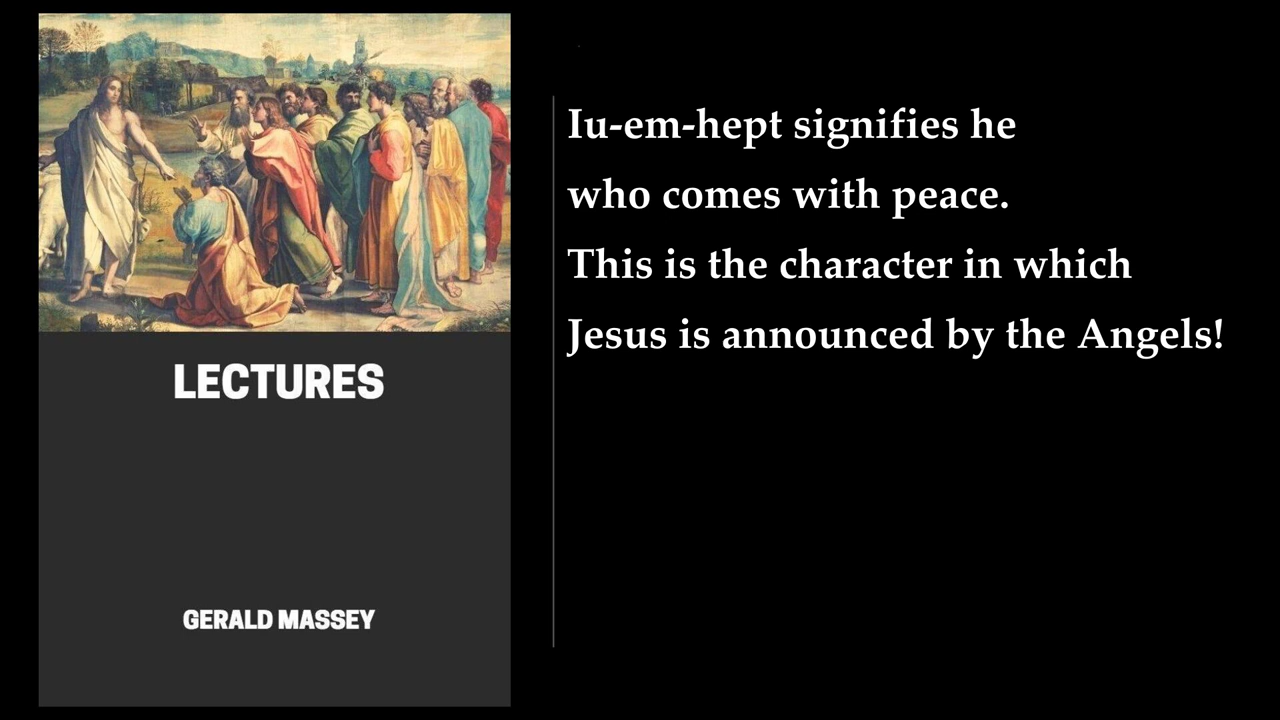 LECTURES
GERALD MASSEY
Iu-em-hept signifies he
who comes with peace.
This is the character in which
Jesus is announced by the Angels!